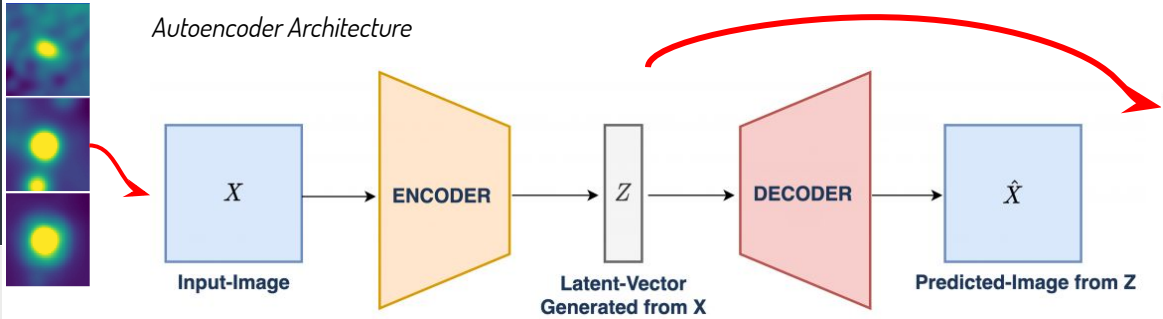 Autoencoder Architecture
X
ENCODER
Z
DECODER
X̂
Input-Image
Latent-Vector
Generated from X
Predicted-Image from Z